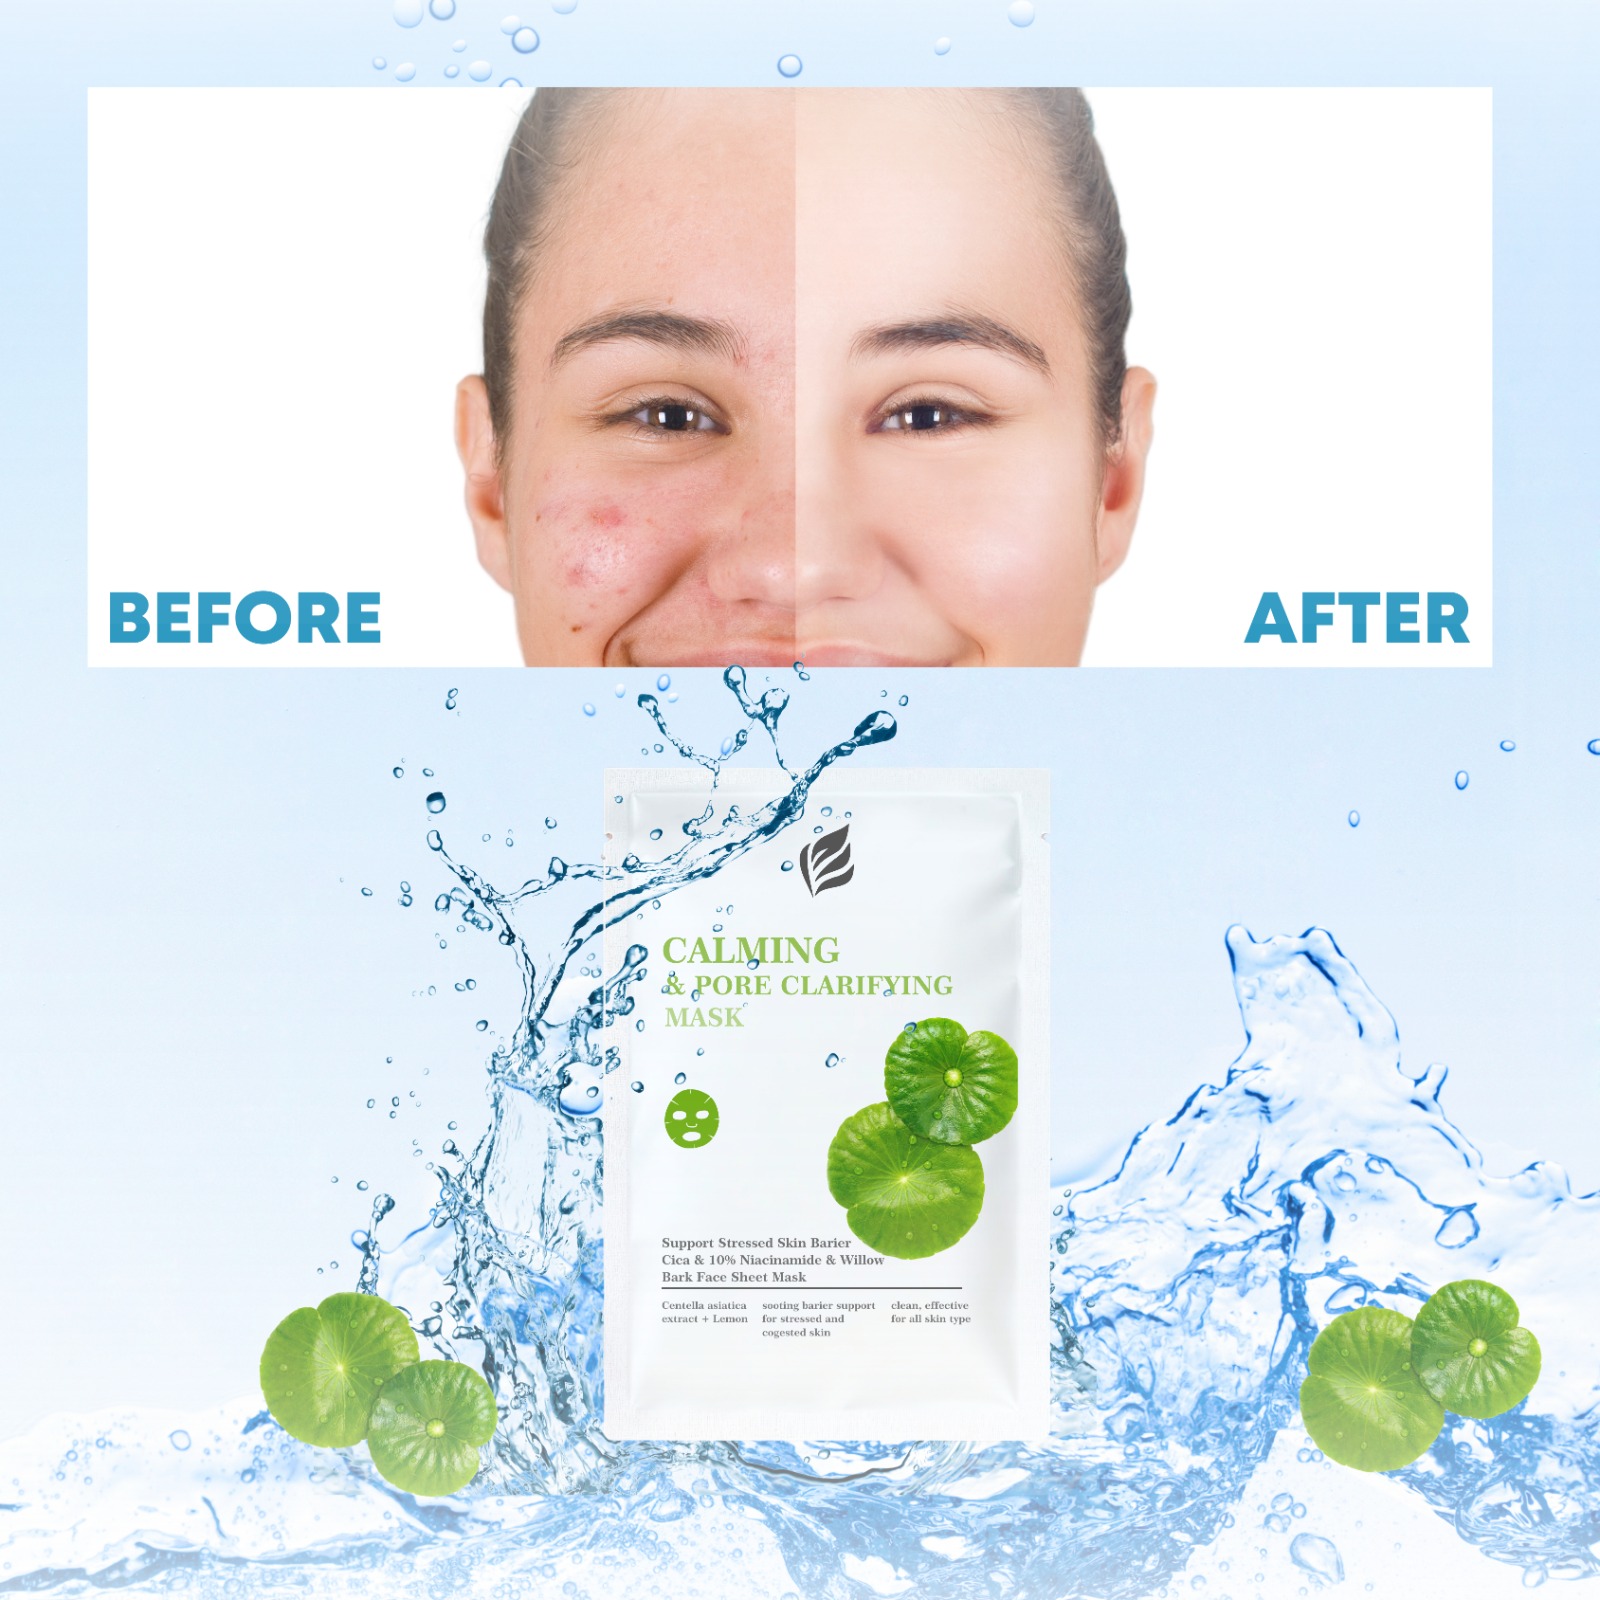 BEFORE
AFTER
CALMING
& PORE CLARIFYING
MASK
Support Stressed Skin Barier
Cica & 10% Niacinamide & Willow
Bark Face Sheet Mask
Centella asiatica
extract + Lemon
sooting barier support
for stressed and
cogested skin
clean, effective
for all skin type